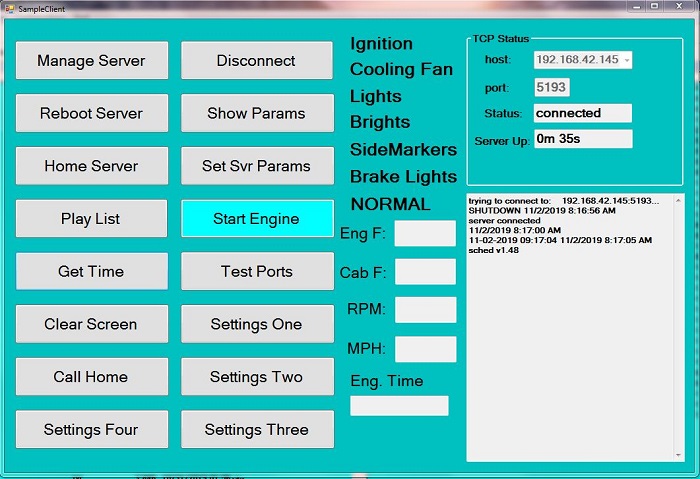 SampleClient
Manage Server
Disconnect
Reboot Server
Show Params
Home Server
Set Svr Params
Play List
Start Engine
Get Time
Test Ports
Clear Screen
Settings One
Call Home
Settings Two
Settings Four
Settings Three
Ignition
Cooling Fan
Lights
Brights
SideMarkers
Brake Lights
NORMAL
Eng F:
Cab F:
RPM:
MPH:
Eng. Time
TCP Status
host: 192.168.42.145
port: 5193
Status: connected
Server Up: 0m 35s
trying to connect to: 192.168.42.145:5193...
SHUTDOWN 11/2/2019 8:16:56 AM
server connected
11/2/2019 8:17:00 AM
11-02-2019 09:17:04 11/2/2019 8:17:05 AM
sched v1.48